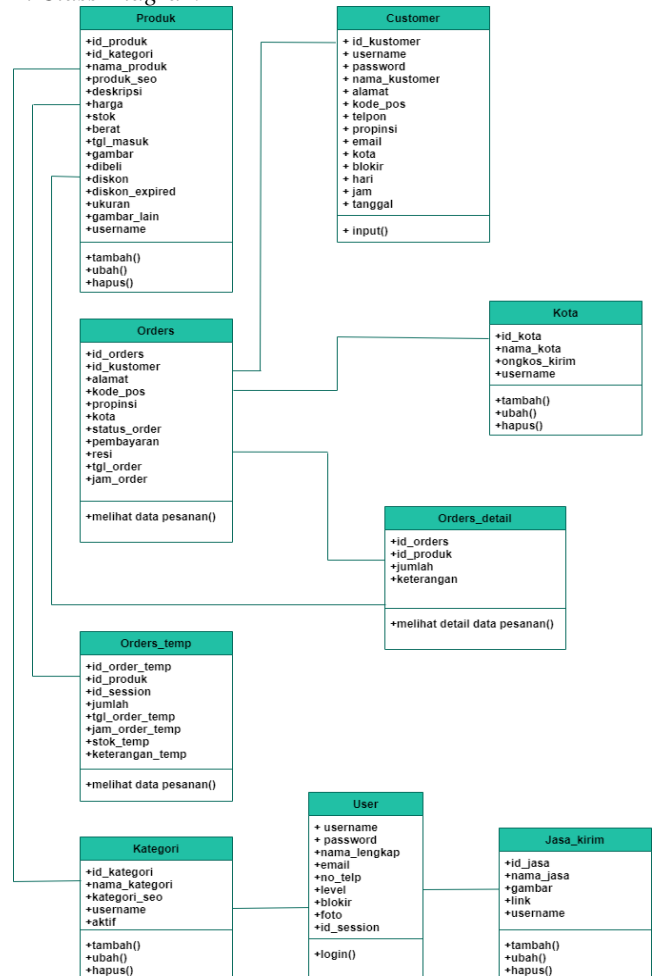 Produk
+id_produk
+id_kategori
+nama_produk
+produk_seo
+deskripsi
+harga
+stok
+berat
+tgl_masuk
+gambar
+dibeli
+diskon
+diskon_expired
+ukuran
+gambar_lain
+username
+tambah()
+ubah()
+hapus()
Customer
+ id_kustomer
+ username
+ password
+ nama_kustomer
+ alamat
+ kode_pos
+ telpon
+ propinsi
+ email
+ kota
+ blokir
+ hari
+ jam
+ tanggal
+ input()
Orders
+id_orders
+id_kustomer
+alamat
+kode_pos
+propinsi
+kota
+status_order
+pembayaran
+resi
+tgl_order
+jam_order
+melihat data pesanan()
Kota
+id_kota
+nama_kota
+ongkos_kirim
+username
+tambah()
+ubah()
+hapus()
Orders_detail
+id_orders
+id_produk
+jumlah
+keterangan
+melihat detail data pesanan()
Orders_temp
+id_order_temp
+id_produk
+id_session
+jumlah
+tgl_order_temp
+jam_order_temp
+stok_temp
+keterangan_temp
+melihat data pesanan()
Kategori
+id_kategori
+nama_kategori
+kategori_seo
+username
+aktif
+tambah()
+ubah()
+hapus()
User
+ username
+ password
+nama_lengkap
+email
+no_telp
+level
+blokir
+foto
+id_session
+login()
Jasa_kirim
+id_jasa
+nama_jasa
+gambar
+link
+username
+tambah()
+ubah()
+hapus()